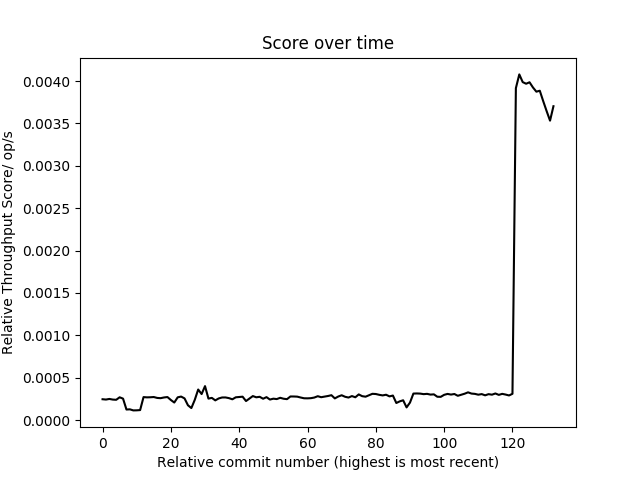 Score over time
Relative Throughput Score/ op/s
0.0040
0.0035
0.0030
0.0025
0.0020
0.0015
0.0010
0.0005
0.0000
0 20 40 60 80 100 120
Relative commit number (highest is most recent)